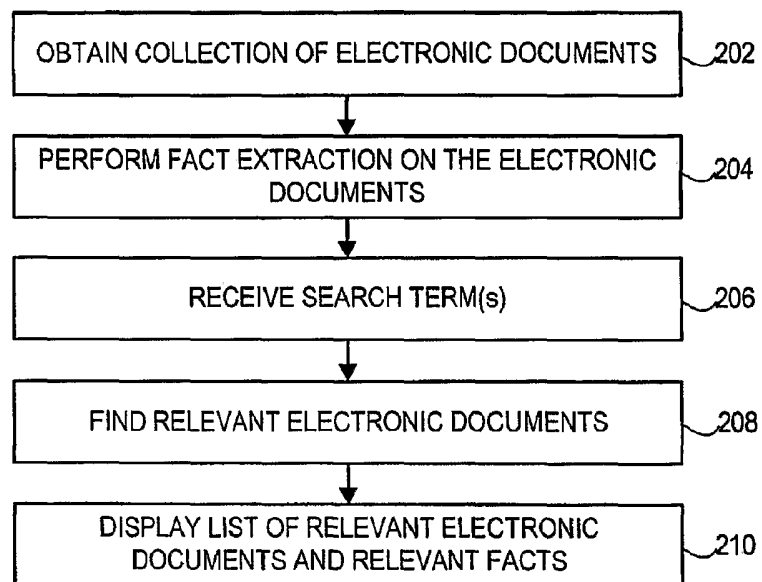 OBTAIN COLLECTION OF ELECTRONIC DOCUMENTS 202
PERFORM FACT EXTRACTION ON THE ELECTRONIC 204
DOCUMENTS
RECEIVE SEARCH TERM(s) 206
FIND RELEVANT ELECTRONIC DOCUMENTS 208
DISPLAY LIST OF RELEVANT ELECTRONIC 210
DOCUMENTS AND RELEVANT FACTS